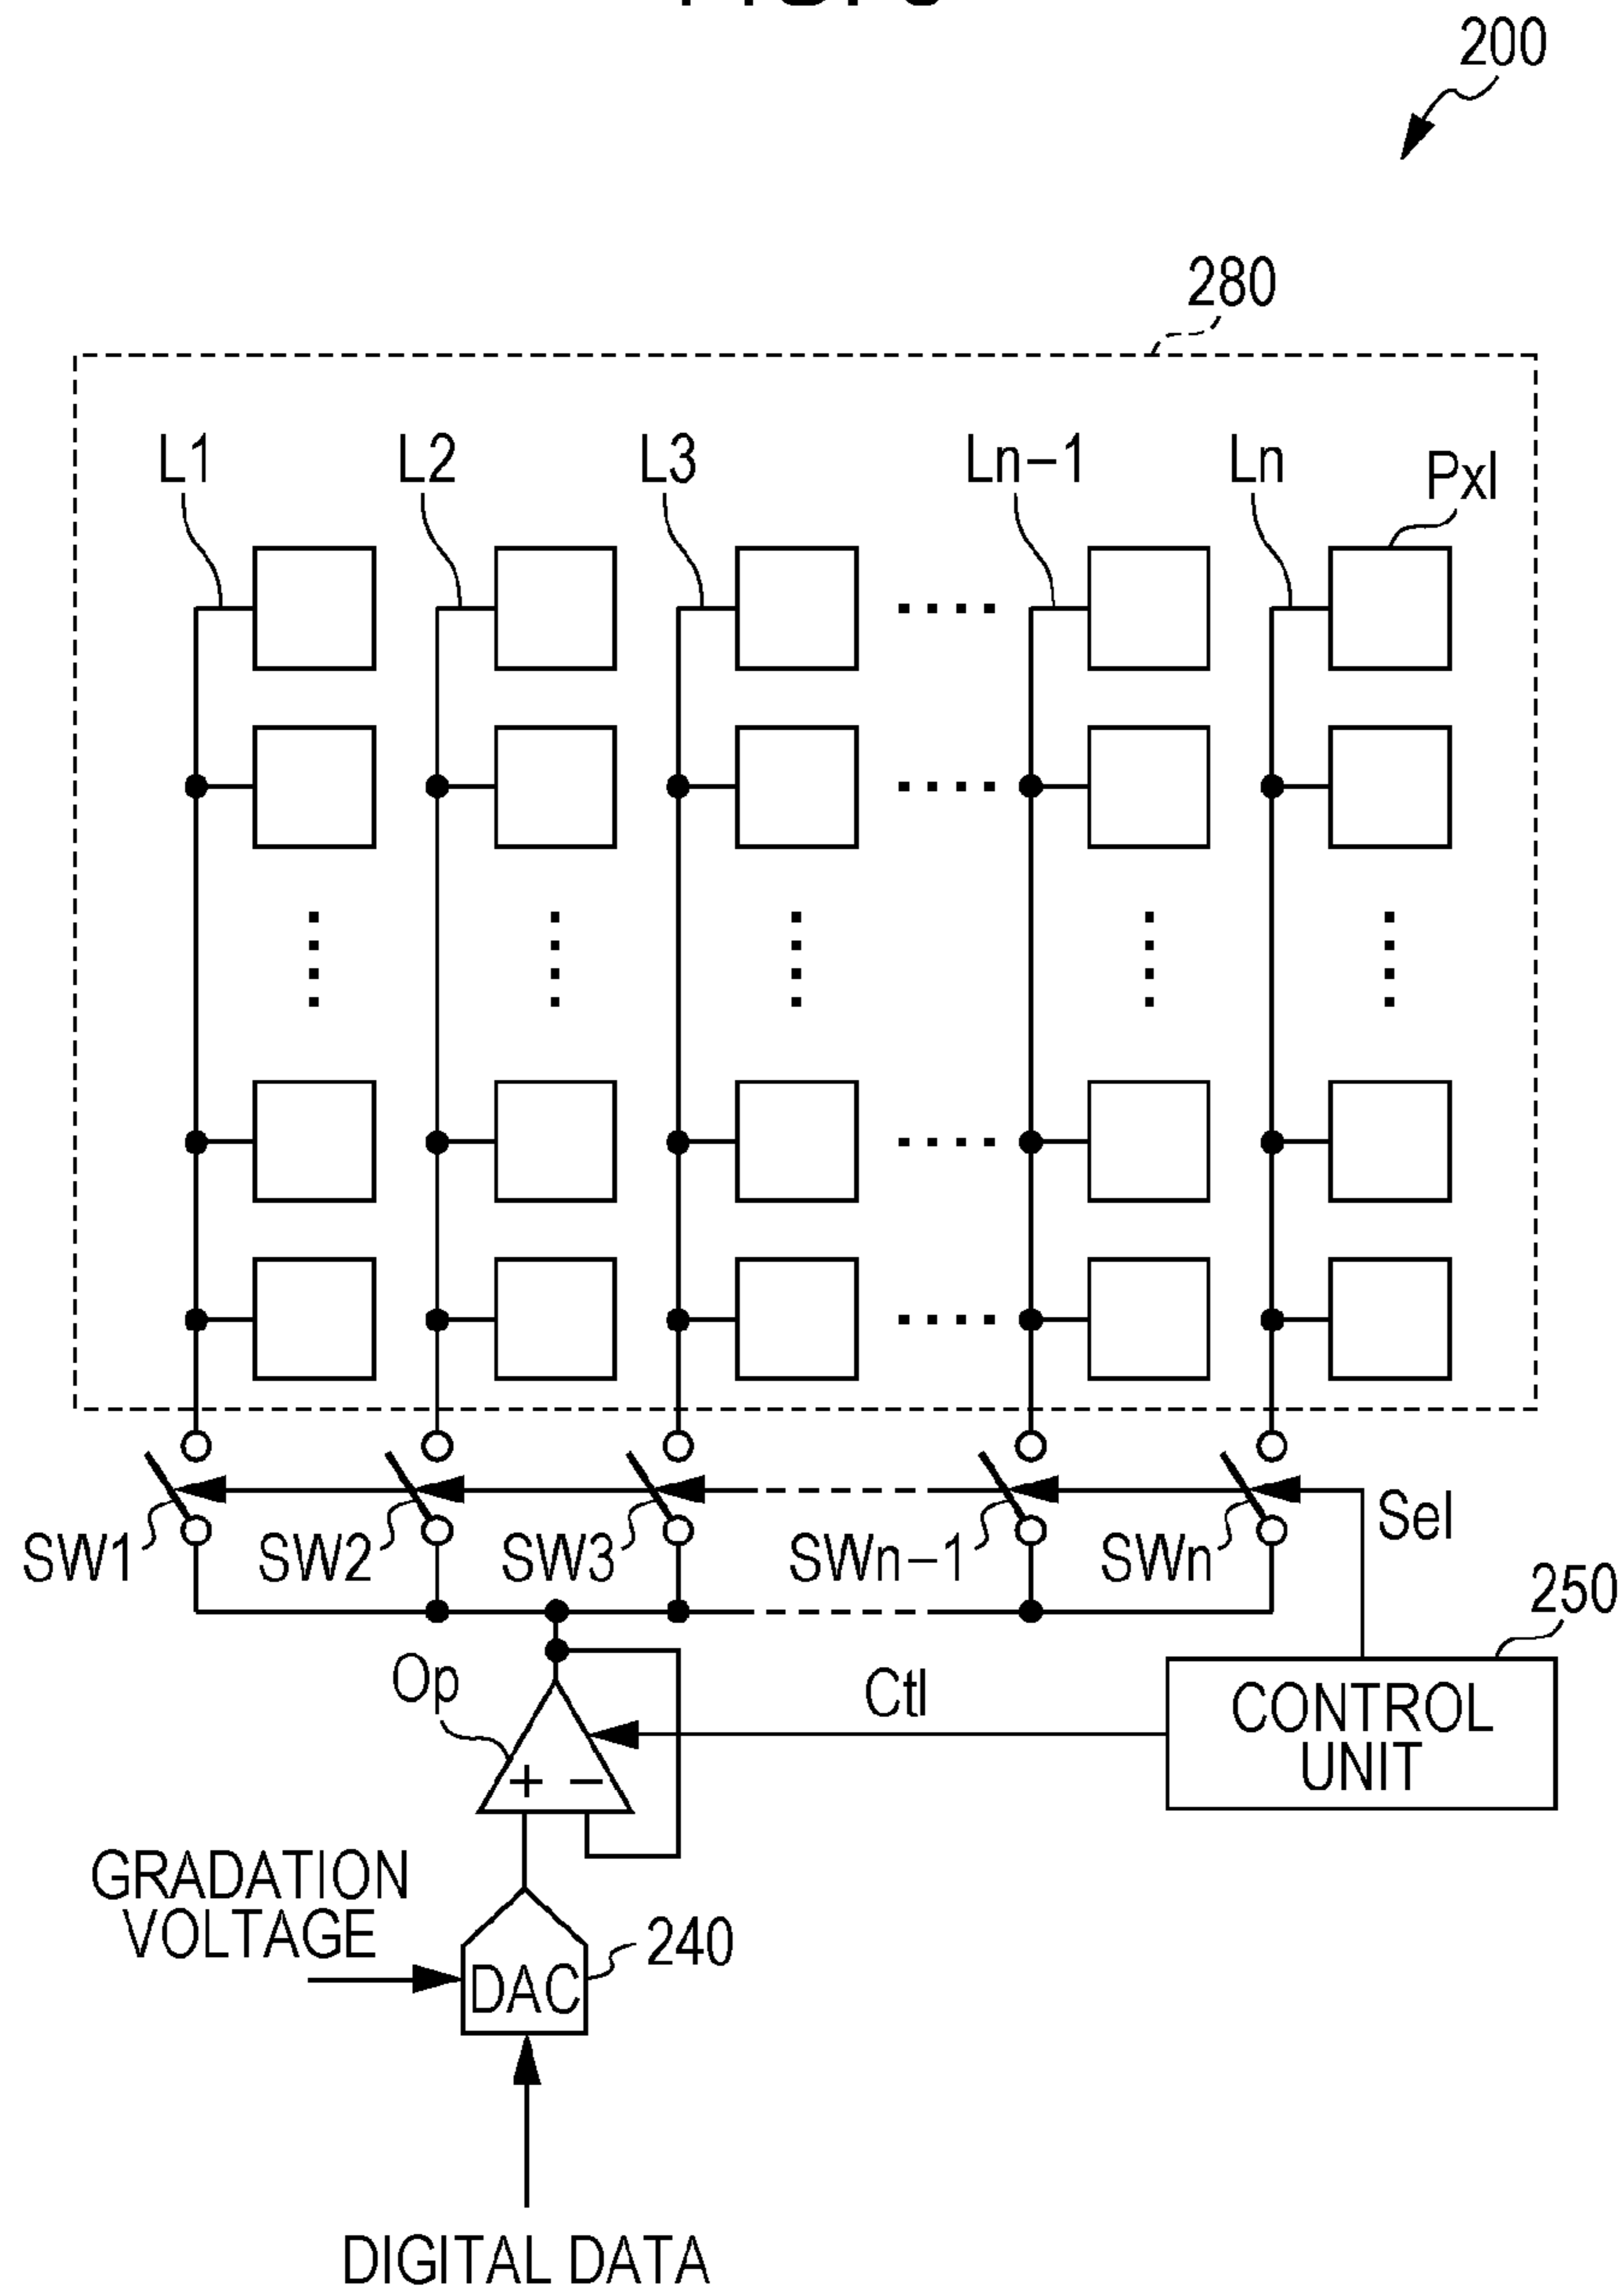 200
280
L1 L2 L3 Ln-1 Ln Pxl
SW1 SW2 SW3 SWn-1 SWn Sel
250
Op Ctl CONTROL
UNIT
+ −
GRADATION
VOLTAGE
240
DAC
DIGITAL DATA